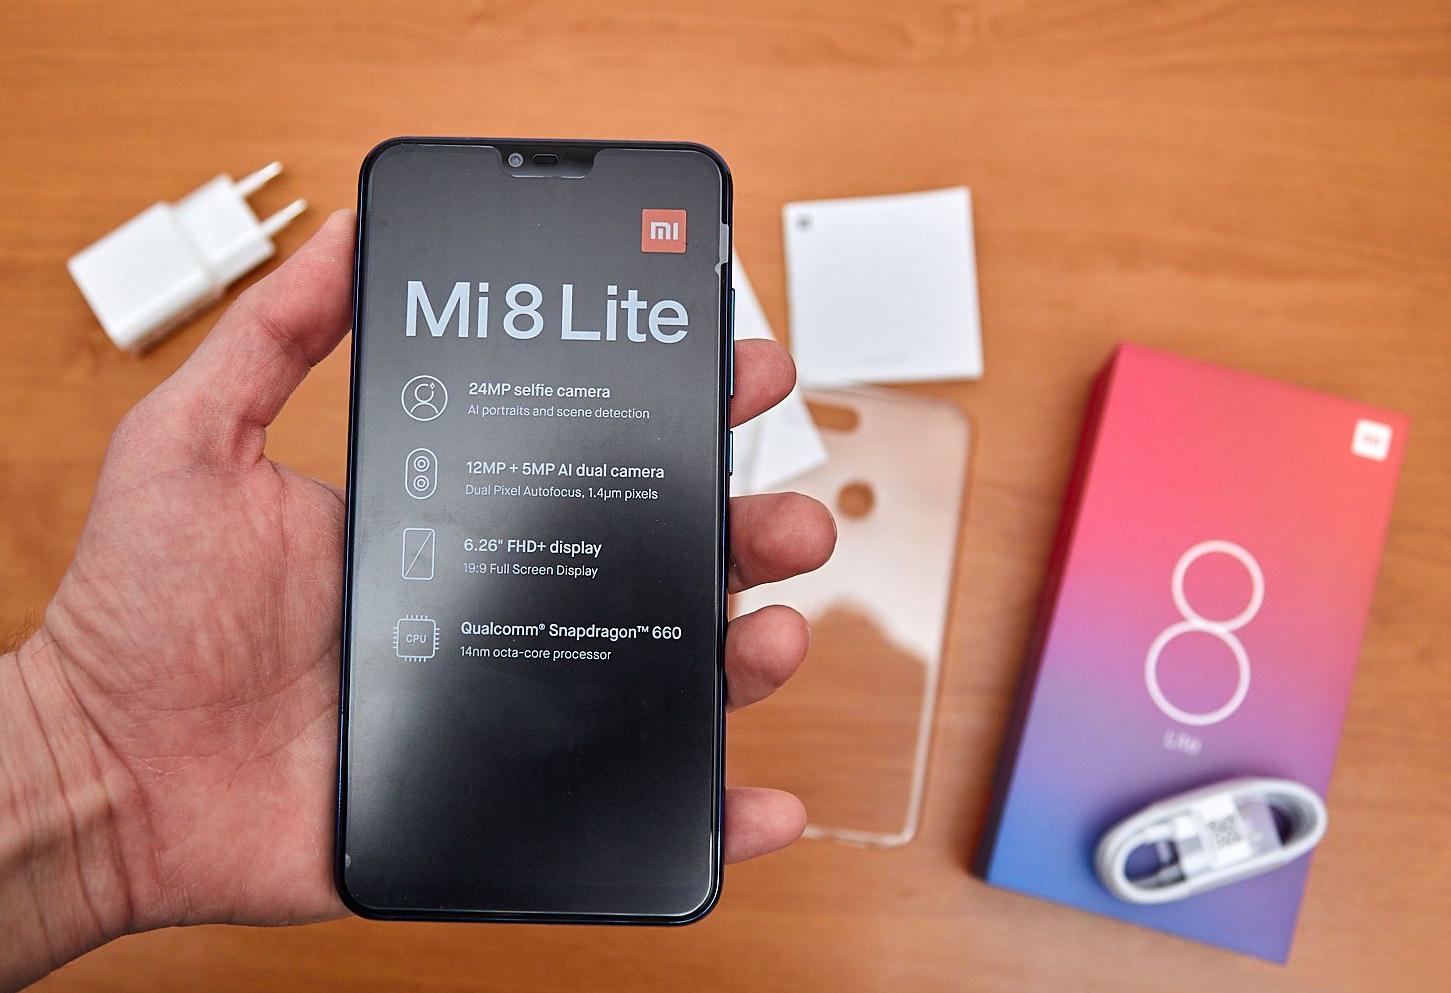 mi
Mi 8 Lite
24MP selfie camera
AI portraits and scene detection
12MP + 5MP AI dual camera
Dual Pixel Autofocus, 1.4µm pixels
6.26" FHD+ display
19:9 Full Screen Display
CPU
Qualcomm® Snapdragon™ 660
14nm octa-core processor
mi
8
Lite